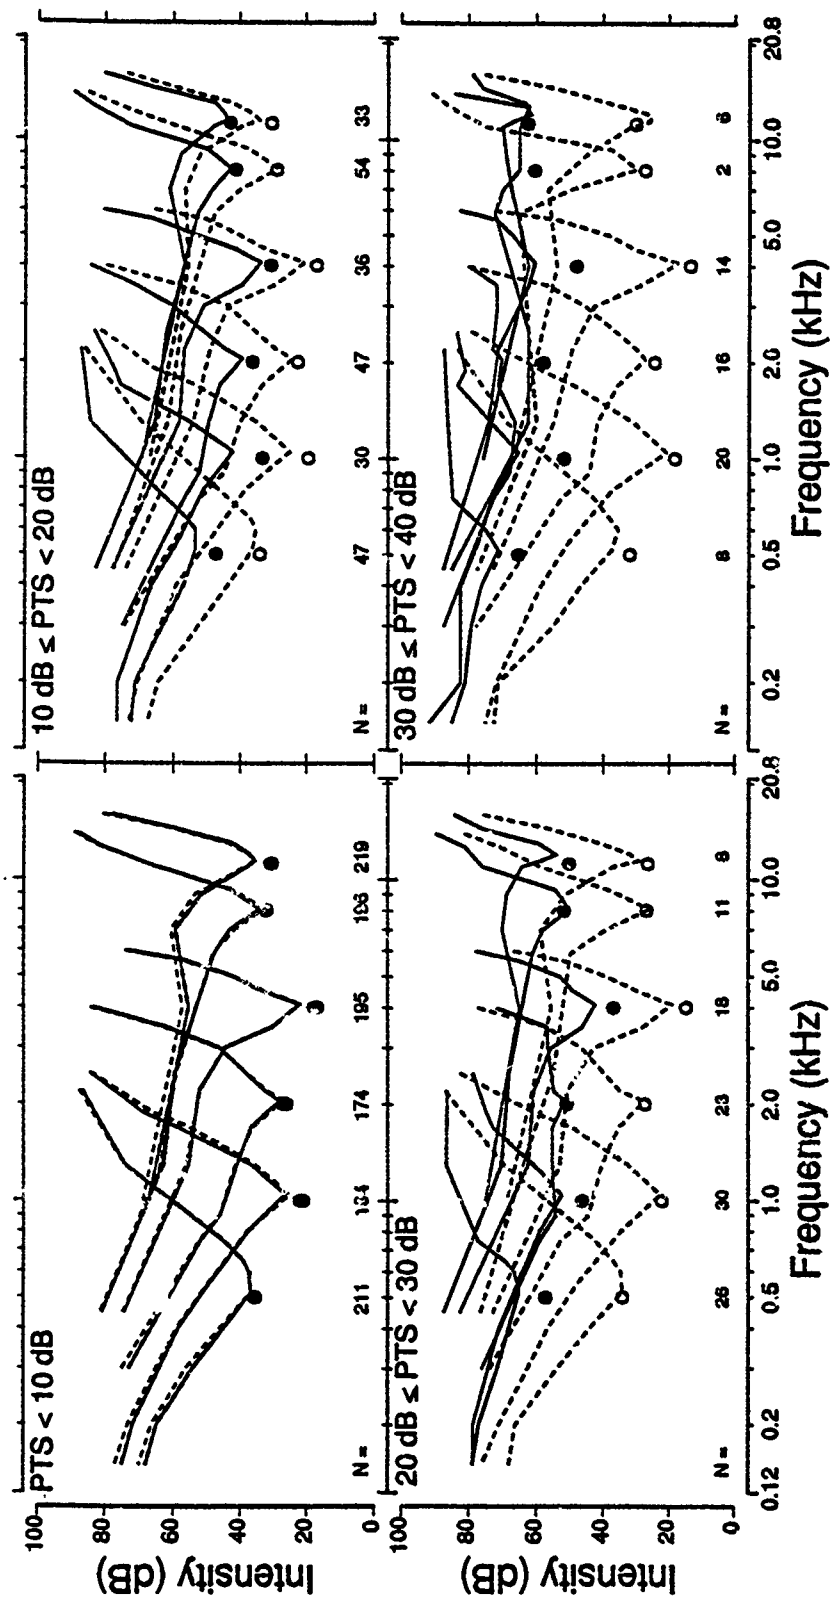 PTS < 10 dB
10 dB ≤ PTS < 20 dB
100
80
60
40
20
0
Intensity (dB)
N = 211 184 174 195 196 219
N = 47 30 47 36 54 33
20 dB ≤ PTS < 30 dB
30 dB ≤ PTS < 40 dB
100
80
60
40
20
0
Intensity (dB)
N = 26 30 23 18 11 8
N = 8 20 16 14 2 6
0.12 0.2 0.5 1.0 2.0 5.0 10.0 20.8
0.2 0.5 1.0 2.0 5.0 10.0 20.8
Frequency (kHz)
Frequency (kHz)